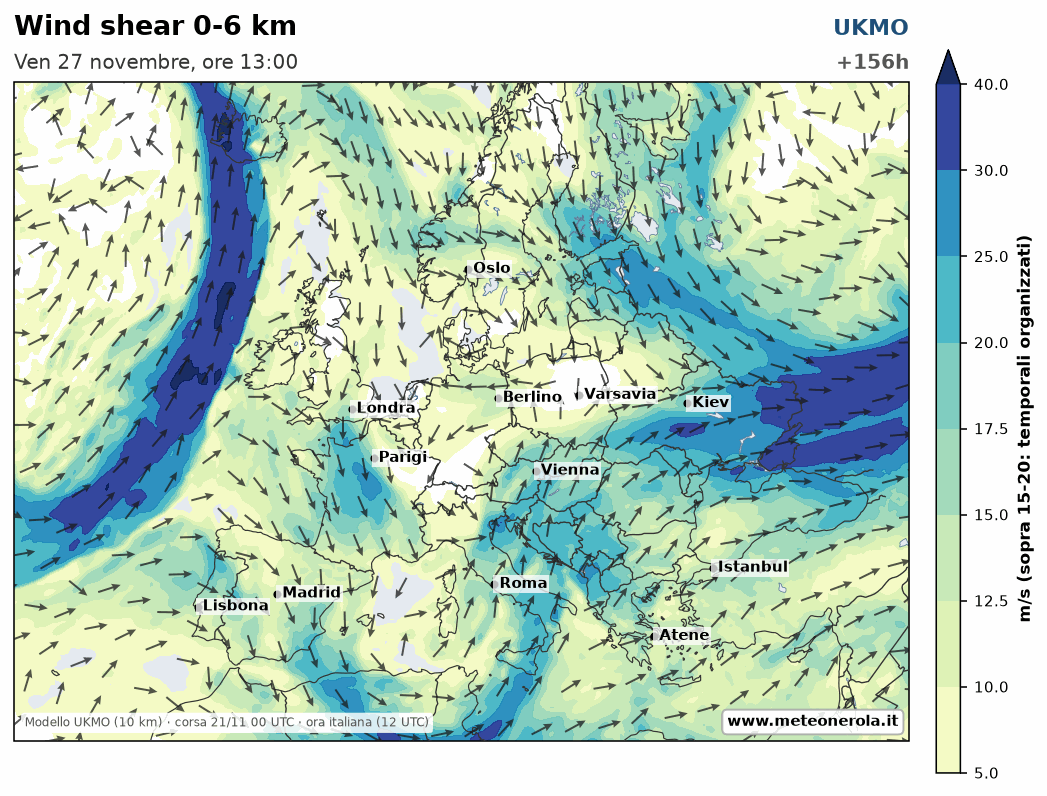 Wind shear 0-6 km
UKMO
Ven 27 novembre, ore 13:00
+156h
40.0
30.0
25.0
20.0
17.5
15.0
12.5
10.0
5.0
m/s (sopra 15-20: temporali organizzati)
Oslo
Berlino
Varsavia
Kiev
Londra
Parigi
Vienna
Istanbul
Roma
Madrid
Lisbona
Atene
Modello UKMO (10 km) · corsa 21/11 00 UTC · ora italiana (12 UTC)
www.meteonerola.it